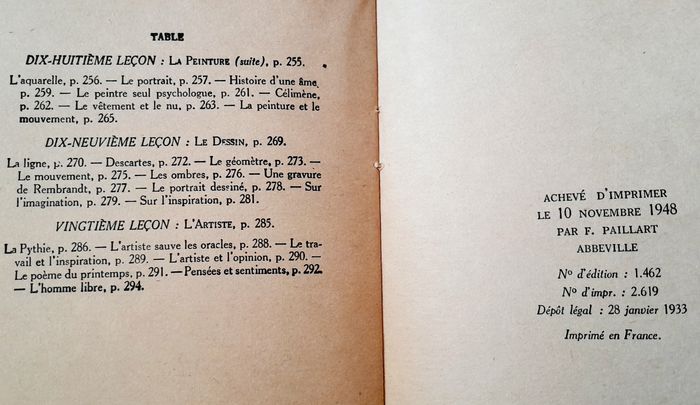 TABLE
DIX-HUITIÈME LEÇON : LA PEINTURE (suite), p. 255.
L'aquarelle, p. 256. — Le portrait, p. 257. — Histoire d'une âme,
p. 259. — Le peintre seul psychologue, p. 261. — Célimène,
p. 262. — Le vêtement et le nu, p. 263. — La peinture et le
mouvement, p. 265.
DIX-NEUVIÈME LEÇON : LE DESSIN, p. 269.
La ligne, p. 270. — Descartes, p. 272. — Le géomètre, p. 273. —
Le mouvement, p. 275. — Les ombres, p. 276. — Une gravure
de Rembrandt, p. 277. — Le portrait dessiné, p. 278. — Sur
l'imagination, p. 279. — Sur l'inspiration, p. 281.
VINGTIÈME LEÇON : L'ARTISTE, p. 285.
La Pythie, p. 286. — L'artiste sauve les oracles, p. 288. — Le tra-
vail et l'inspiration, p. 289. — L'artiste et l'opinion, p. 290. —
Le poème du printemps, p. 291. — Pensées et sentiments, p. 292.
— L'homme libre, p. 294.
ACHEVÉ D'IMPRIMER
LE 10 NOVEMBRE 1948
PAR F. PAILLART
ABBEVILLE
N° d'édition : 1.462
N° d'impr. : 2.619
Dépôt légal : 28 janvier 1933
Imprimé en France.